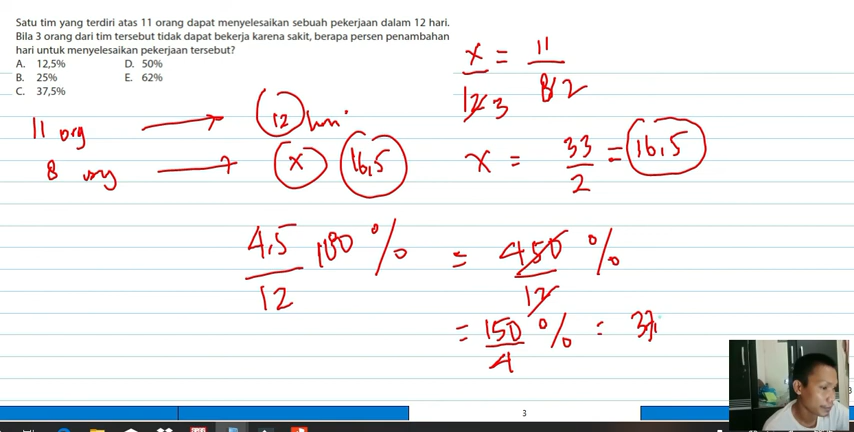 Satu tim yang terdiri atas 11 orang dapat menyelesaikan sebuah pekerjaan dalam 12 hari.
Bila 3 orang dari tim tersebut tidak dapat bekerja karena sakit, berapa persen penambahan
hari untuk menyelesaikan pekerjaan tersebut?
A. 12,5% D. 50%
B. 25% E. 62%
C. 37,5%
11 org → 12 hari
8 org → x 16,5
x/12 3 = 11/8 2
x = 33/2 = 16,5
4,5/12 100 % = 450/12 %
= 150/4 % = 37
3
3